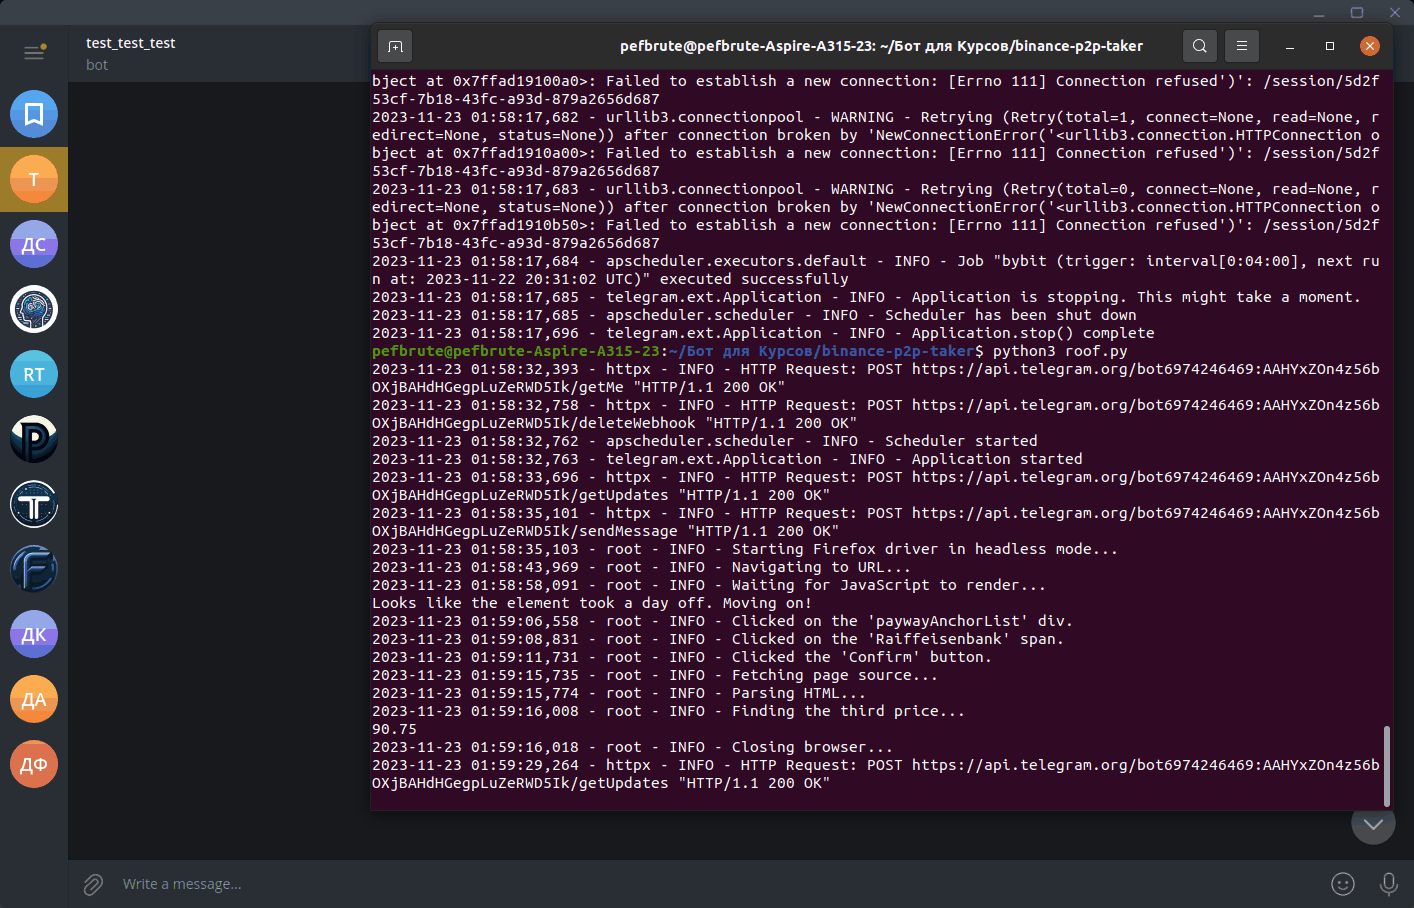 test_test_test
bot
T
ДС
RT
ДК
ДА
ДФ
pefbrute@pefbrute-Aspire-A315-23: ~/Бот для Курсов/binance-p2p-taker
bject at 0x7ffad19100a0>: Failed to establish a new connection: [Errno 111] Connection refused')': /session/5d2f
53cf-7b18-43fc-a93d-879a2656d687
2023-11-23 01:58:17,682 - urllib3.connectionpool - WARNING - Retrying (Retry(total=1, connect=None, read=None, r
edirect=None, status=None)) after connection broken by 'NewConnectionError('<urllib3.connection.HTTPConnection o
bject at 0x7ffad1910a00>: Failed to establish a new connection: [Errno 111] Connection refused')': /session/5d2f
53cf-7b18-43fc-a93d-879a2656d687
2023-11-23 01:58:17,683 - urllib3.connectionpool - WARNING - Retrying (Retry(total=0, connect=None, read=None, r
edirect=None, status=None)) after connection broken by 'NewConnectionError('<urllib3.connection.HTTPConnection o
bject at 0x7ffad1910b50>: Failed to establish a new connection: [Errno 111] Connection refused')': /session/5d2f
53cf-7b18-43fc-a93d-879a2656d687
2023-11-23 01:58:17,684 - apscheduler.executors.default - INFO - Job "bybit (trigger: interval[0:04:00], next ru
n at: 2023-11-22 20:31:02 UTC)" executed successfully
2023-11-23 01:58:17,685 - telegram.ext.Application - INFO - Application is stopping. This might take a moment.
2023-11-23 01:58:17,685 - apscheduler.scheduler - INFO - Scheduler has been shut down
2023-11-23 01:58:17,696 - telegram.ext.Application - INFO - Application.stop() complete
pefbrute@pefbrute-Aspire-A315-23:~/Бот для Курсов/binance-p2p-taker$ python3 roof.py
2023-11-23 01:58:32,393 - httpx - INFO - HTTP Request: POST https://api.telegram.org/bot6974246469:AAHYxZOn4z56b
OXjBAHdHGegpLuZeRWD5Ik/getMe "HTTP/1.1 200 OK"
2023-11-23 01:58:32,758 - httpx - INFO - HTTP Request: POST https://api.telegram.org/bot6974246469:AAHYxZOn4z56b
OXjBAHdHGegpLuZeRWD5Ik/deleteWebhook "HTTP/1.1 200 OK"
2023-11-23 01:58:32,762 - apscheduler.scheduler - INFO - Scheduler started
2023-11-23 01:58:32,763 - telegram.ext.Application - INFO - Application started
2023-11-23 01:58:33,696 - httpx - INFO - HTTP Request: POST https://api.telegram.org/bot6974246469:AAHYxZOn4z56b
OXjBAHdHGegpLuZeRWD5Ik/getUpdates "HTTP/1.1 200 OK"
2023-11-23 01:58:35,101 - httpx - INFO - HTTP Request: POST https://api.telegram.org/bot6974246469:AAHYxZOn4z56b
OXjBAHdHGegpLuZeRWD5Ik/sendMessage "HTTP/1.1 200 OK"
2023-11-23 01:58:35,103 - root - INFO - Starting Firefox driver in headless mode...
2023-11-23 01:58:43,969 - root - INFO - Navigating to URL...
2023-11-23 01:58:58,091 - root - INFO - Waiting for JavaScript to render...
Looks like the element took a day off. Moving on!
2023-11-23 01:59:06,558 - root - INFO - Clicked on the 'paywayAnchorList' div.
2023-11-23 01:59:08,831 - root - INFO - Clicked on the 'Raiffeisenbank' span.
2023-11-23 01:59:11,731 - root - INFO - Clicked the 'Confirm' button.
2023-11-23 01:59:15,735 - root - INFO - Fetching page source...
2023-11-23 01:59:15,774 - root - INFO - Parsing HTML...
2023-11-23 01:59:16,008 - root - INFO - Finding the third price...
90.75
2023-11-23 01:59:16,018 - root - INFO - Closing browser...
2023-11-23 01:59:29,264 - httpx - INFO - HTTP Request: POST https://api.telegram.org/bot6974246469:AAHYxZOn4z56b
OXjBAHdHGegpLuZeRWD5Ik/getUpdates "HTTP/1.1 200 OK"
Write a message...